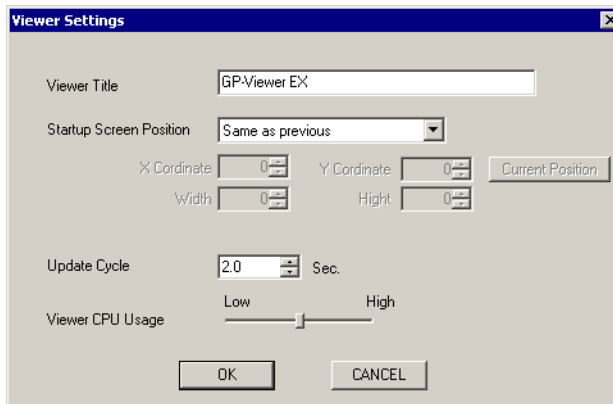 Viewer Settings
Viewer Title GP-Viewer EX
Startup Screen Position Same as previous
X Cordinate 0 Y Cordinate 0 Current Position
Width 0 Hight 0
Update Cycle 2.0 Sec.
Low High
Viewer CPU Usage
OK CANCEL